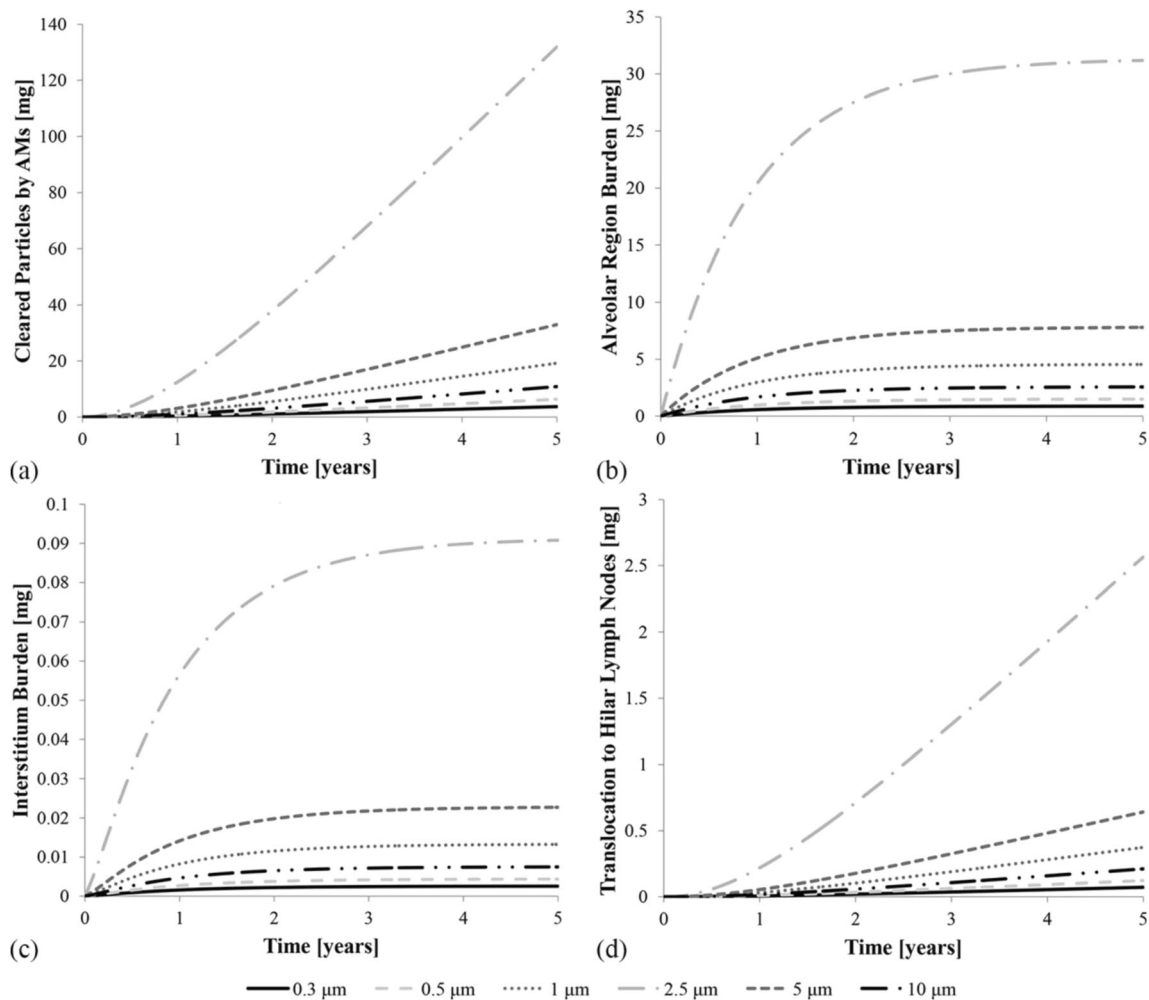 140
120
100
80
60
40
20
0
Cleared Particles by AMs [mg]
0 1 2 3 4 5
Time [years]
(a)
35
30
25
20
15
10
5
0
Alveolar Region Burden [mg]
0 1 2 3 4 5
Time [years]
(b)
0.1
0.09
0.08
0.07
0.06
0.05
0.04
0.03
0.02
0.01
0
Interstitium Burden [mg]
0 1 2 3 4 5
Time [years]
(c)
3
2.5
2
1.5
1
0.5
0
Translocation to Hilar Lymph Nodes [mg]
0 1 2 3 4 5
Time [years]
(d)
0.3 µm 0.5 µm 1 µm 2.5 µm 5 µm 10 µm